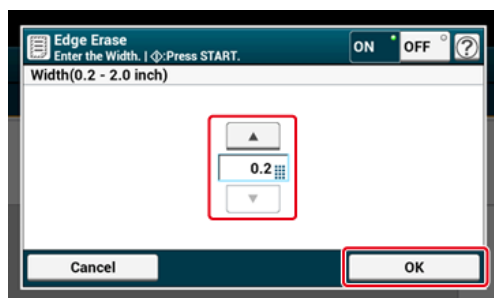 Edge Erase
Enter the Width. | :Press START.
ON
OFF
?
Width(0.2 - 2.0 inch)
▲
0.2
▼
Cancel
OK